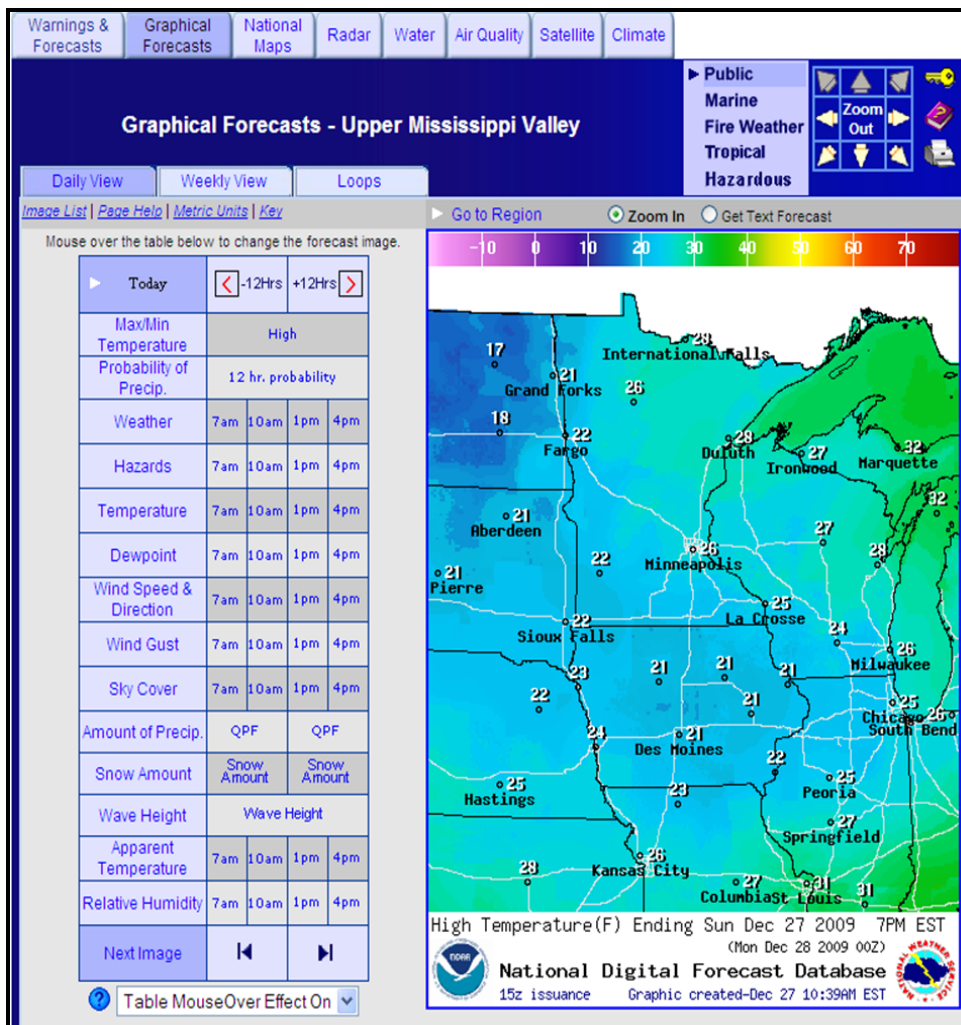 Warnings & Forecasts
Graphical Forecasts
National Maps
Radar
Water
Air Quality
Satellite
Climate
Graphical Forecasts - Upper Mississippi Valley
Public
Marine
Fire Weather
Tropical
Hazardous
Zoom Out
Daily View
Weekly View
Loops
Image List | Page Help | Metric Units | Key
Go to Region
Zoom In
Get Text Forecast
Mouse over the table below to change the forecast image.
Today
-12Hrs
+12Hrs
Max/Min Temperature
High
Probability of Precip.
12 hr. probability
Weather
7am 10am 1pm 4pm
Hazards
7am 10am 1pm 4pm
Temperature
7am 10am 1pm 4pm
Dewpoint
7am 10am 1pm 4pm
Wind Speed & Direction
7am 10am 1pm 4pm
Wind Gust
7am 10am 1pm 4pm
Sky Cover
7am 10am 1pm 4pm
Amount of Precip.
QPF QPF
Snow Amount
Snow Amount Snow Amount
Wave Height
Wave Height
Apparent Temperature
7am 10am 1pm 4pm
Relative Humidity
7am 10am 1pm 4pm
Next Image
Table MouseOver Effect On
-10 0 10 20 30 40 50 60 70
28
International Falls
17
21
Grand Forks
26
18
22
Fargo
28
Duluth
27
Ironwood
32
Marquette
32
21
Aberdeen
27
26
Minneapolis
28
21
Pierre
22
25
La Crosse
22
Sioux Falls
24
26
Milwaukee
23
21
21
21
22
21
25
Chicago
26
South Bend
24
21
Des Moines
22
25
Hastings
23
25
Peoria
27
Springfield
26
Kansas City
28
27
Columbia
31
St Louis
31
High Temperature(F) Ending Sun Dec 27 2009 7PM EST
(Mon Dec 28 2009 00Z)
National Digital Forecast Database
15z issuance Graphic created-Dec 27 10:39AM EST
NOAA